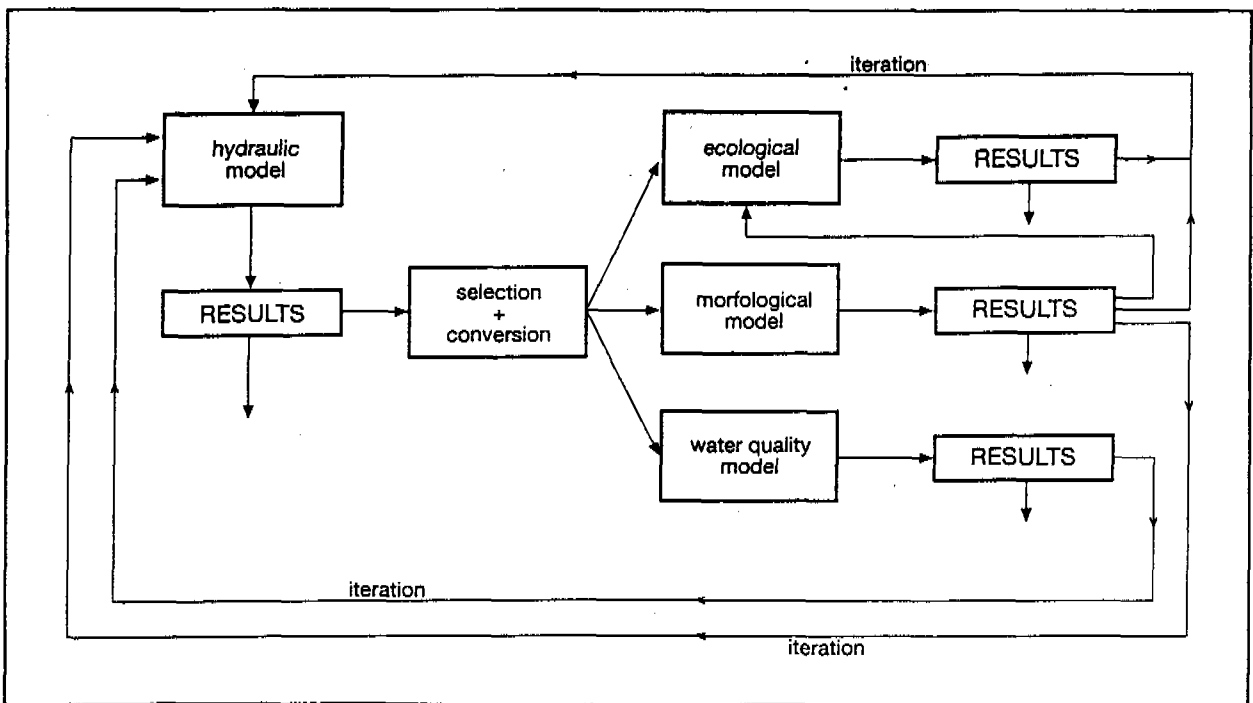 iteration
hydraulic
model
ecological
model
RESULTS
RESULTS
selection
+
conversion
morfological
model
RESULTS
water quality
model
RESULTS
iteration
iteration